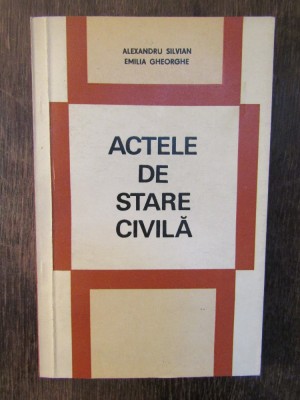 ALEXANDRU SILVIAN
EMILIA GHEORGHE
ACTELE
DE
STARE
CIVILĂ